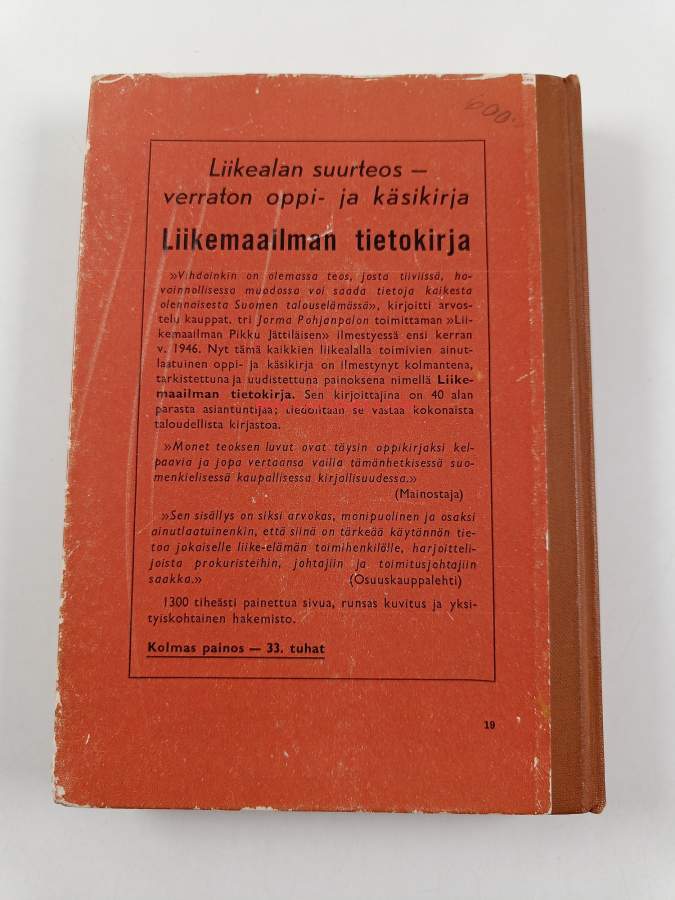 600:-
Liikealan suurteos —
verraton oppi- ja käsikirja
Liikemaailman tietokirja
»Vihdoinkin on olemassa teos, josta tiiviissä, ha-
vainnollisessa muodossa voi saada tietoja kaikesta
olennaisesta Suomen talouselämässä», kirjoitti arvos-
telu kauppat. tri Jorma Pohjanpalon toimittaman »Lii-
kemaailman Pikku Jättiläisen» ilmestyessä ensi kerran
v. 1946. Nyt tämä kaikkien liikealalla toimivien ainut-
laatuinen oppi- ja käsikirja on ilmestynyt kolmantena,
tarkistettuna ja uudistettuna painoksena nimellä Liike-
maailman tietokirja. Sen kirjoittajina on 40 alan
parasta asiantuntijaa; tiedoiltaan se vastaa kokonaista
taloudellista kirjastoa.
»Monet teoksen luvut ovat täysin oppikirjaksi kel-
paavia ja jopa vertaansa vailla tämänhetkisessä suo-
menkielisessä kaupallisessa kirjallisuudessa.»
(Mainostaja)
»Sen sisällys on siksi arvokas, monipuolinen ja osaksi
ainutlaatuinenkin, että siinä on tärkeää käytännön tie-
toa jokaiselle liike-elämän toimihenkilölle, harjoitteli-
joista prokuristeihin, johtajiin ja toimitusjohtajiin
saakka.» (Osuuskauppalehti)
1300 tiheästi painettua sivua, runsas kuvitus ja yksi-
tyiskohtainen hakemisto.
Kolmas painos — 33. tuhat
19